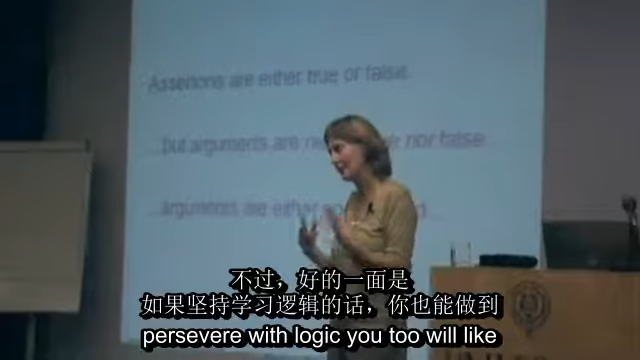 Assertions are either true or false.
...but arguments are nor false
...arguments are either
不过，好的一面是
如果坚持学习逻辑的话，你也能做到
persevere with logic you too will like